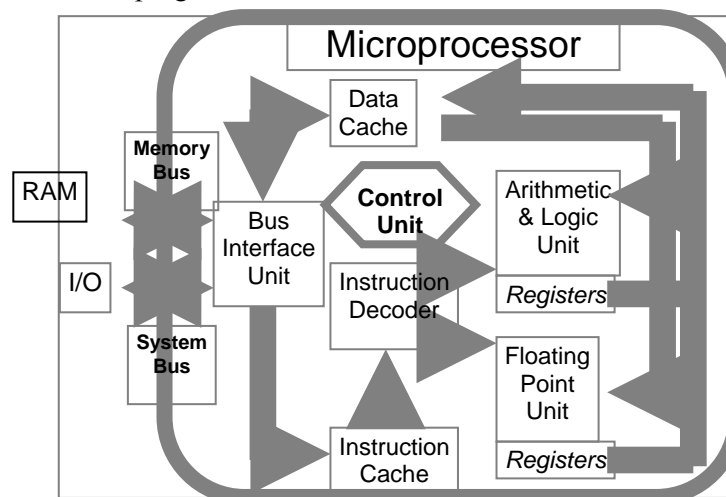 Microprocessor
Data
Cache
Memory
Bus
RAM
Control
Unit
Arithmetic
& Logic
Unit
Bus
Interface
Unit
I/O
Instruction
Decoder
Registers
System
Bus
Floating
Point
Unit
Instruction
Cache
Registers